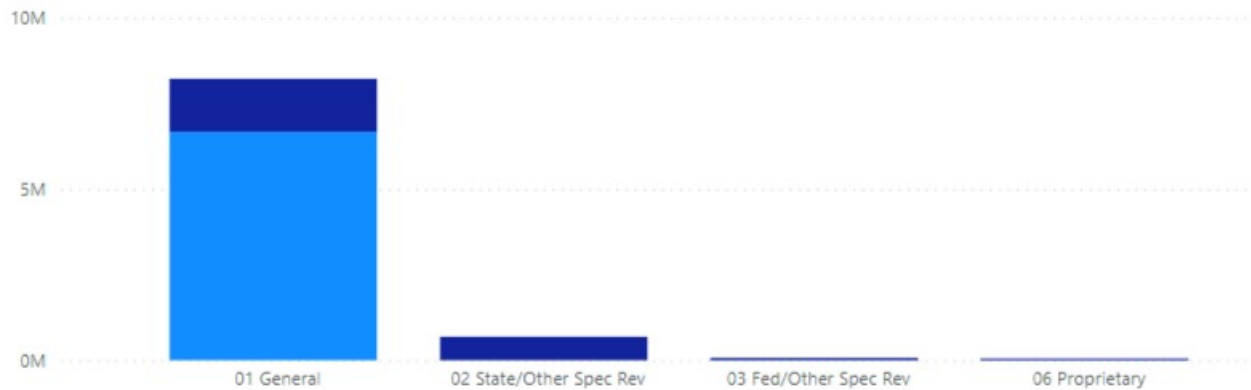 10M
5M
0M
01 General
02 State/Other Spec Rev
03 Fed/Other Spec Rev
06 Proprietary